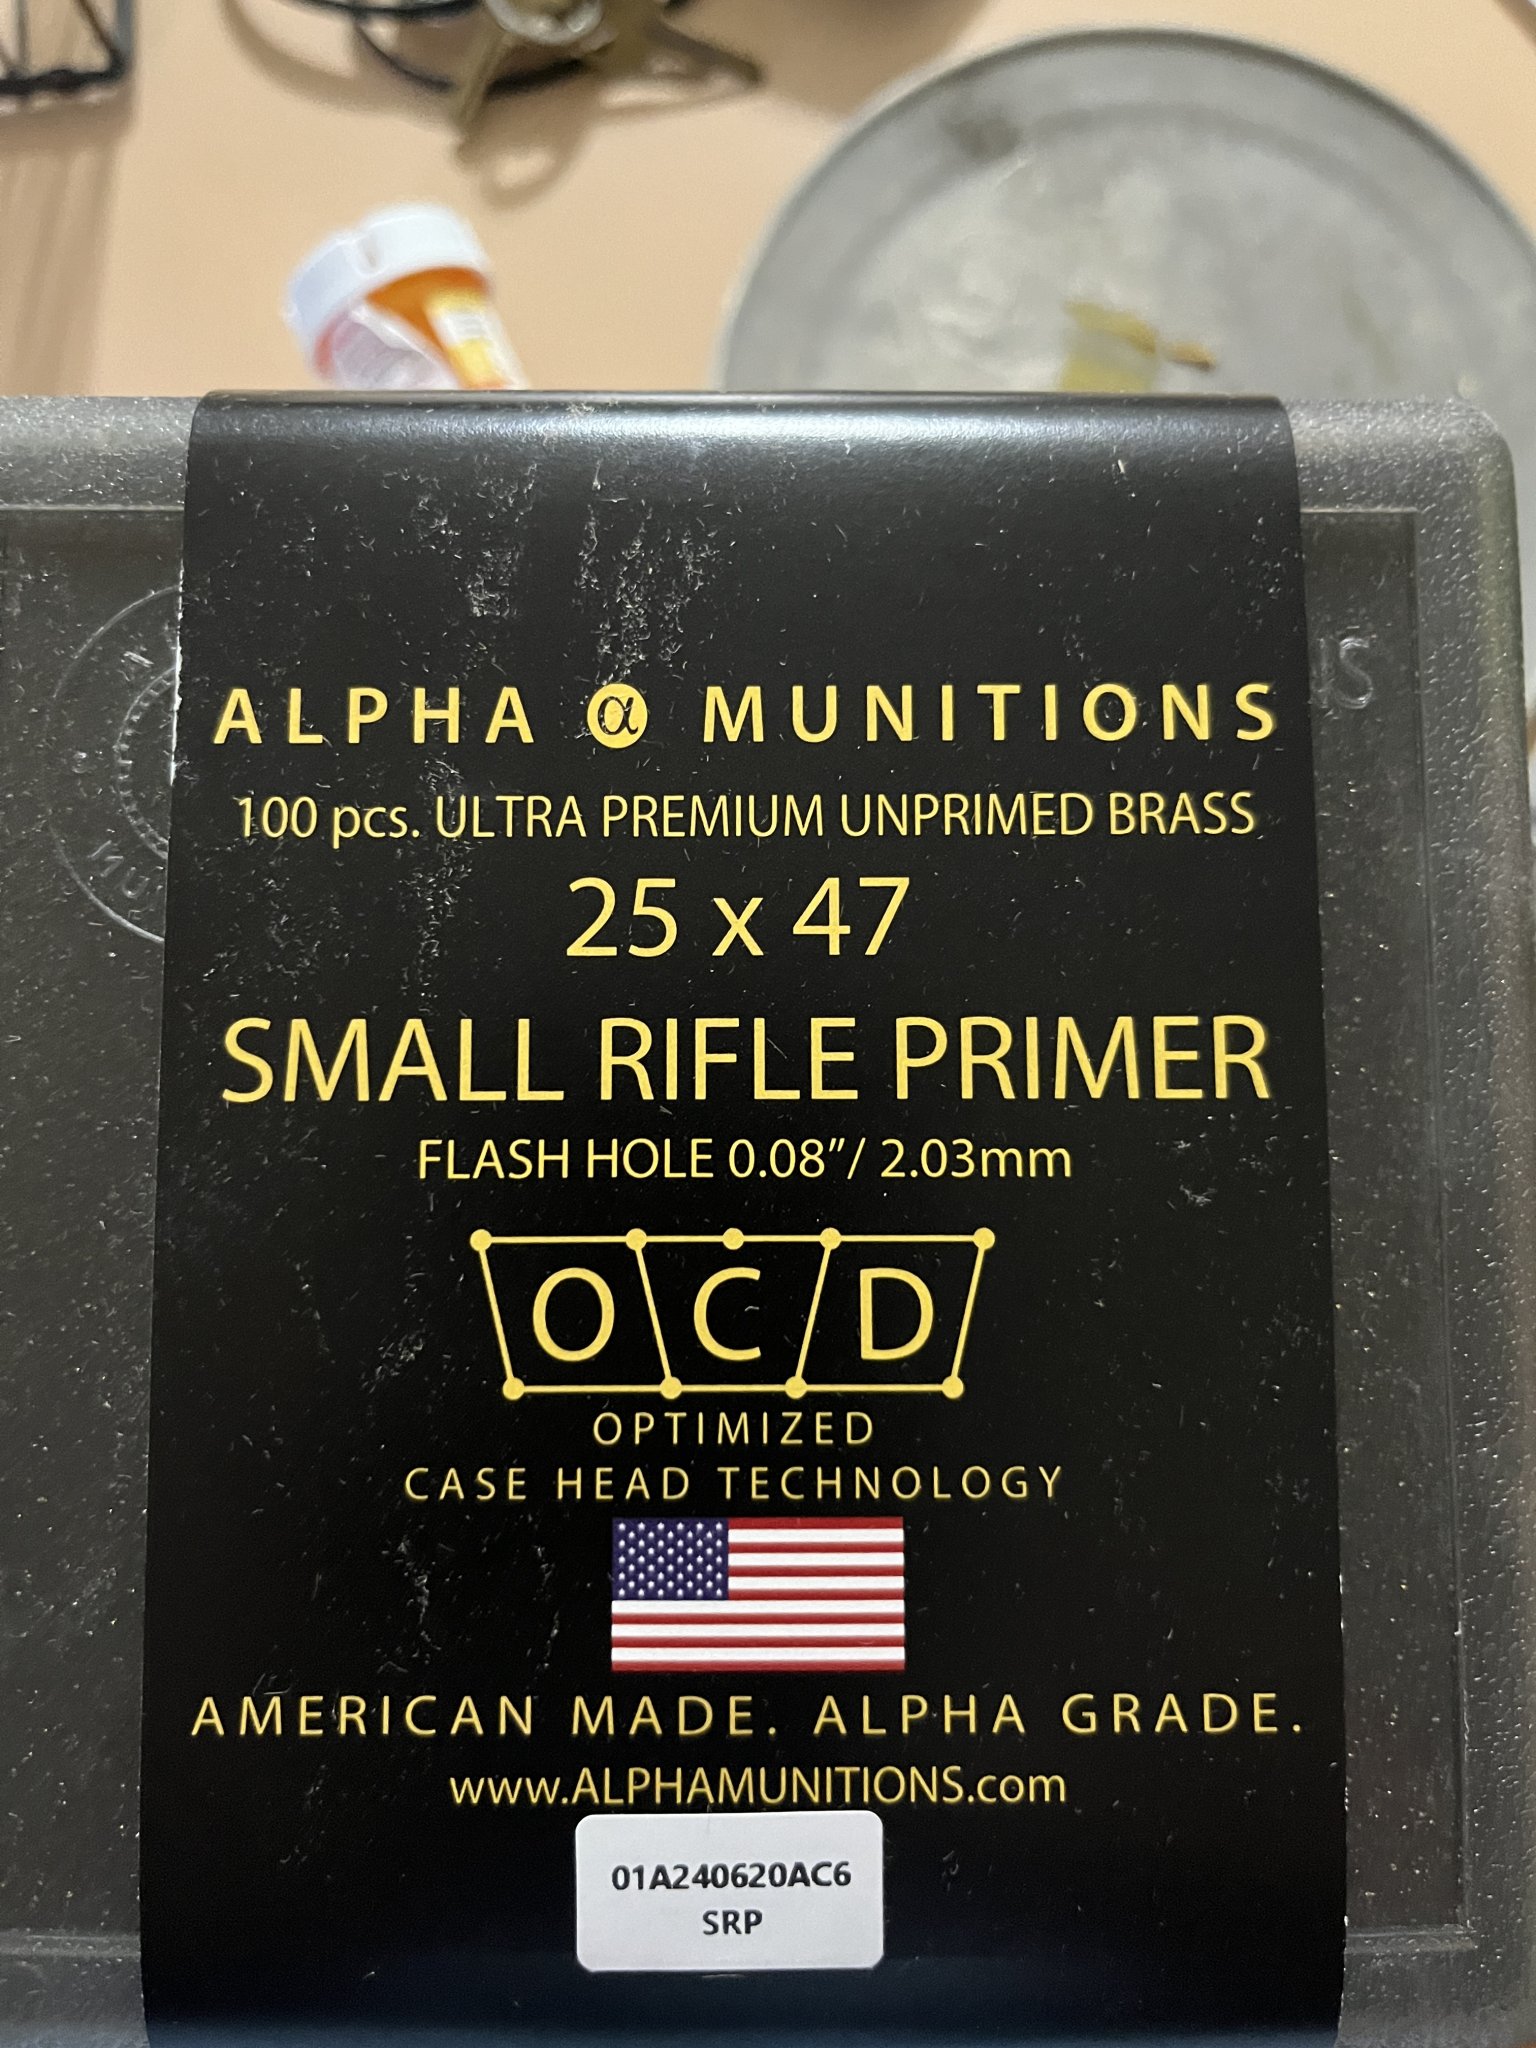 ALPHA α MUNITIONS
100 pcs. ULTRA PREMIUM UNPRIMED BRASS
25 x 47
SMALL RIFLE PRIMER
FLASH HOLE 0.08"/ 2.03mm
OCD
OPTIMIZED
CASE HEAD TECHNOLOGY
AMERICAN MADE. ALPHA GRADE.
www.ALPHAMUNITIONS.com
01A240620AC6
SRP